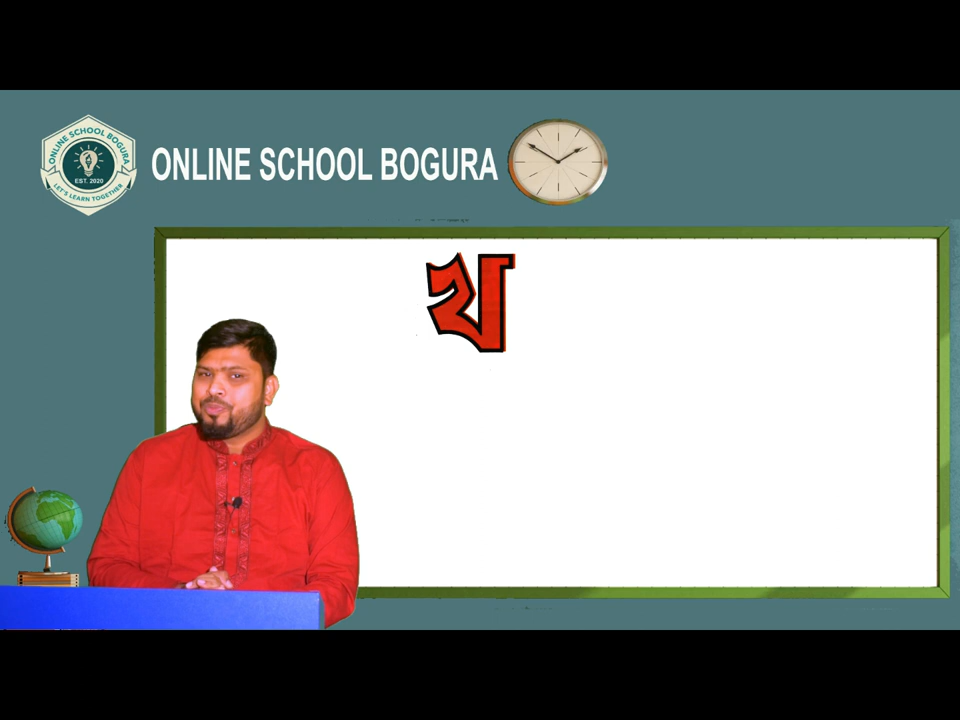 ONLINE SCHOOL BOGURA
EST. 2020
LET'S LEARN TOGETHER
ONLINE SCHOOL BOGURA
খ